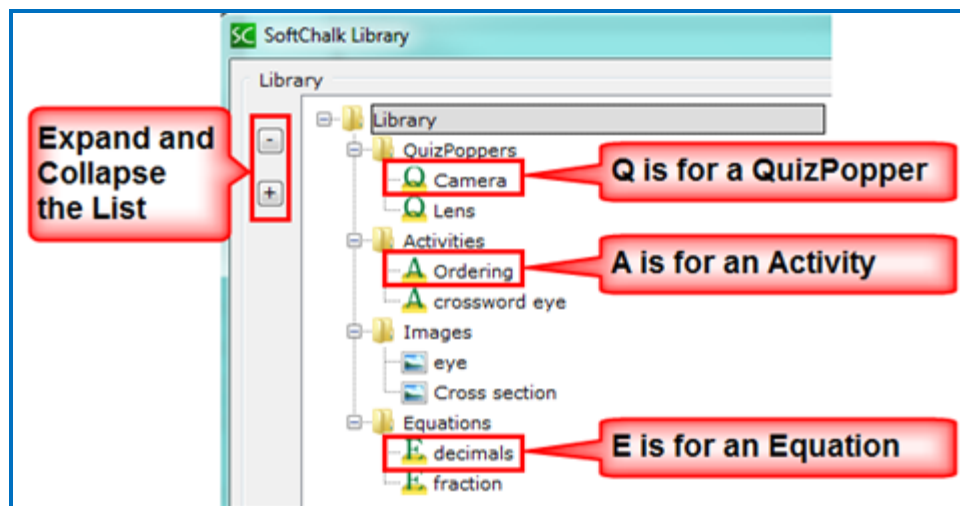 SC SoftChalk Library
Library
Expand and
Collapse
the List
-
+
Library
QuizPoppers
Q Camera
Q is for a QuizPopper
Q Lens
Activities
A Ordering
A is for an Activity
A crossword eye
Images
eye
Cross section
Equations
E decimals
E is for an Equation
E fraction